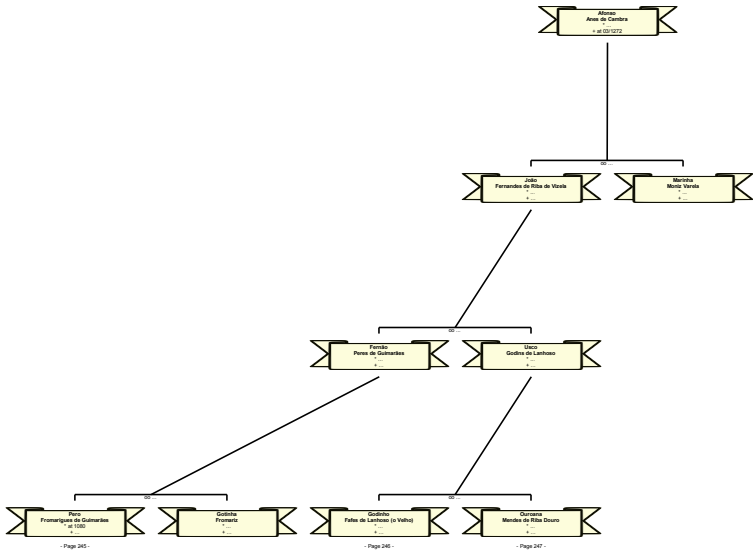 Afonso
Anes de Cambra
* ...
+ at 03/1272
oo ...
João
Fernandes de Riba de Vizela
* ...
+ ...
Marinha
Moniz Varela
* ...
+ ...
oo ...
Fernão
Peres de Guimarães
* ...
+ ...
Usco
Godins de Lanhoso
* ...
+ ...
oo ...
oo ...
Pero
Fromarigues de Guimarães
* at 1080
+ ...
Gotinha
Fromariz
* ...
+ ...
Godinho
Fafes de Lanhoso (o Velho)
* ...
+ ...
Ouroana
Mendes de Riba Douro
* ...
+ ...
- Page 245 -
- Page 246 -
- Page 247 -